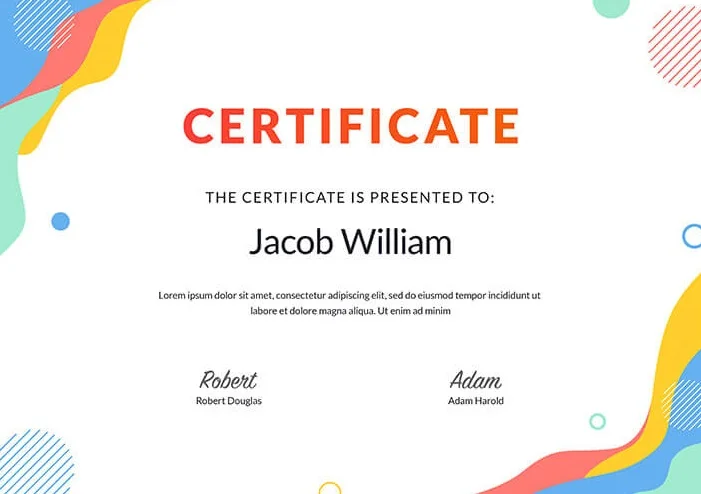 CERTIFICATE
THE CERTIFICATE IS PRESENTED TO:
Jacob William
Lorem ipsum dolor sit amet, consectetur adipiscing elit, sed do eiusmod tempor incididunt ut
labore et dolore magna aliqua. Ut enim ad minim
Robert
Robert Douglas
Adam
Adam Harold